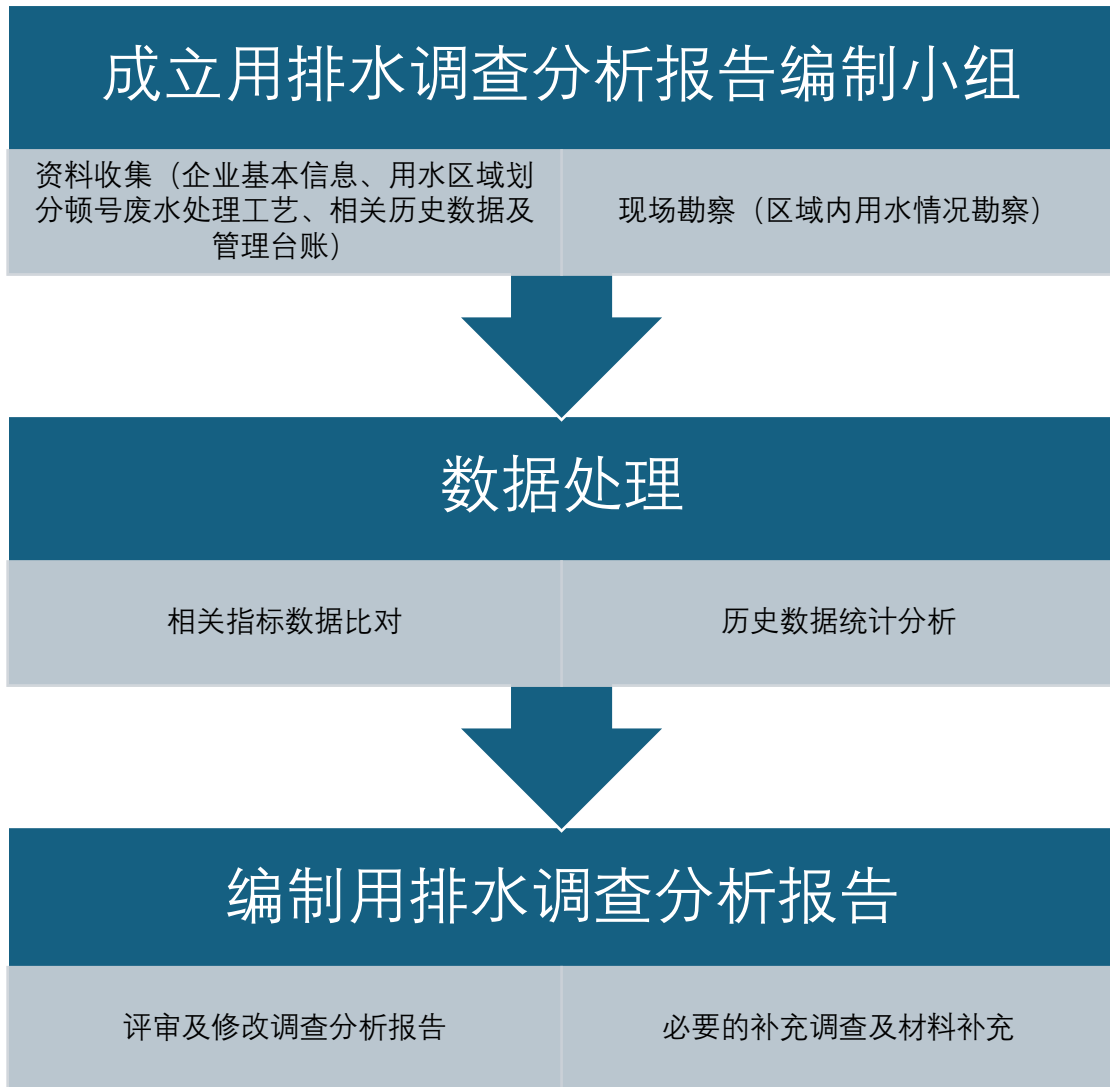 成立用排水调查分析报告编制小组
资料收集（企业基本信息、用水区域划
分顿号废水处理工艺、相关历史数据及
管理台账）
现场勘察（区域内用水情况勘察）
数据处理
相关指标数据比对
历史数据统计分析
编制用排水调查分析报告
评审及修改调查分析报告
必要的补充调查及材料补充